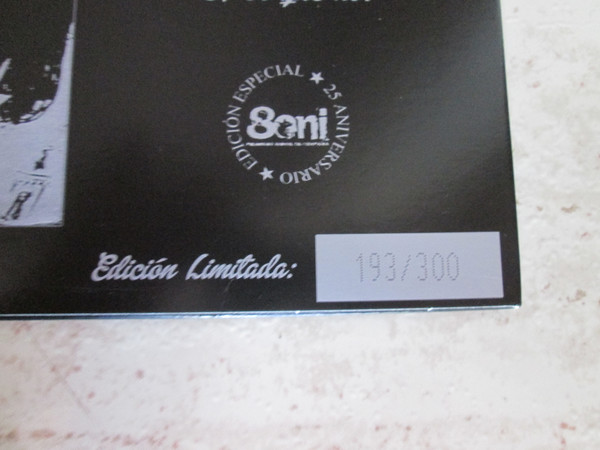 EDICIÓN ESPECIAL ★ 25 ANIVERSARIO ★
8oni
Edición Limitada: 193/300